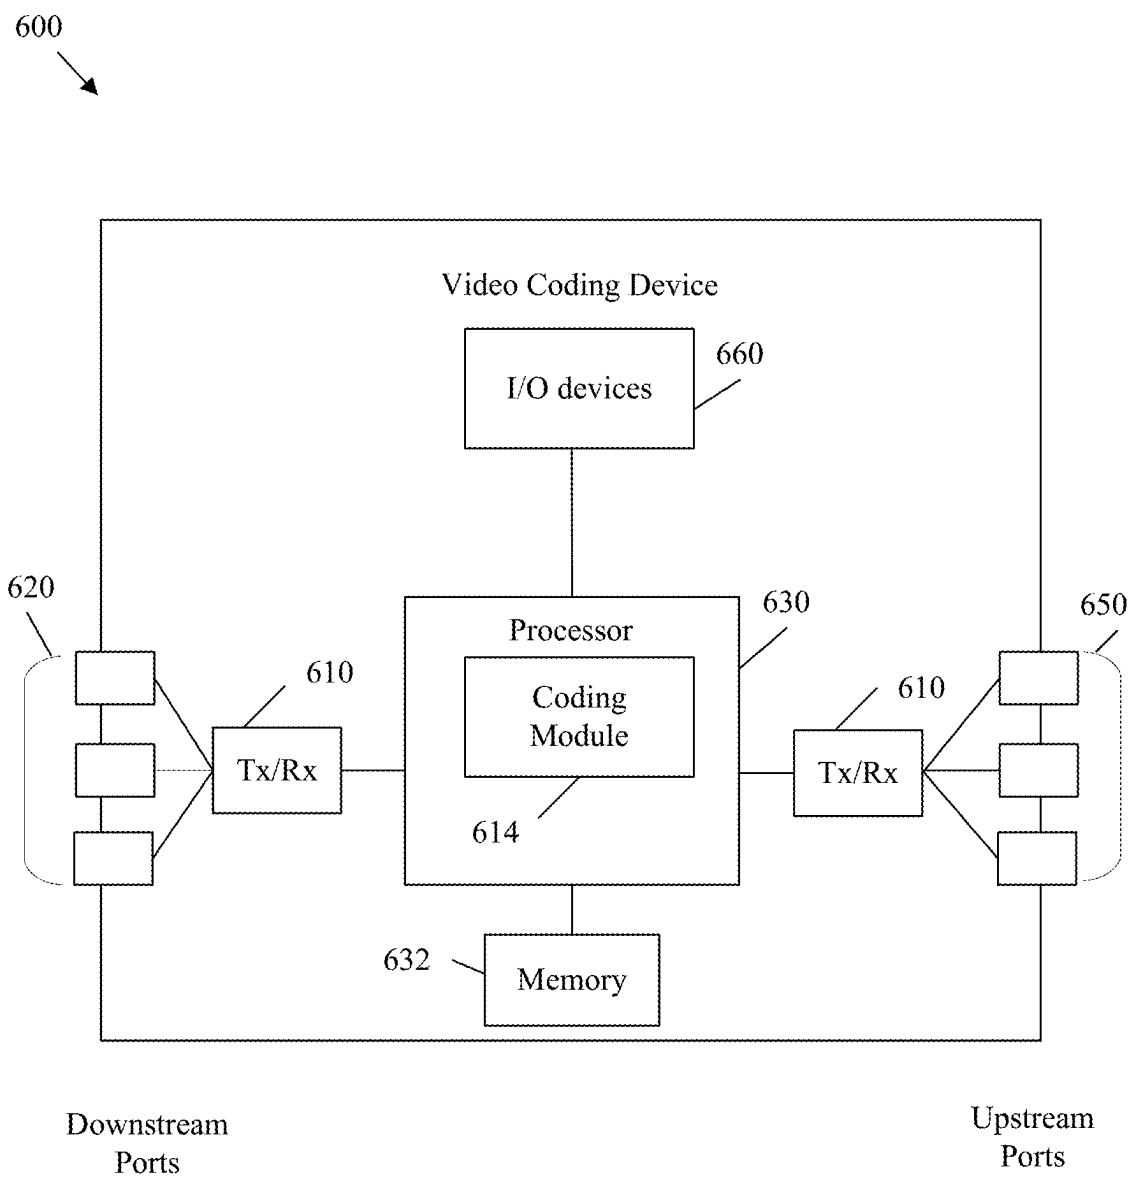 600
Video Coding Device
I/O devices
660
620
Processor
630
650
Coding
Module
610
610
Tx/Rx
Tx/Rx
614
632
Memory
Downstream
Ports
Upstream
Ports